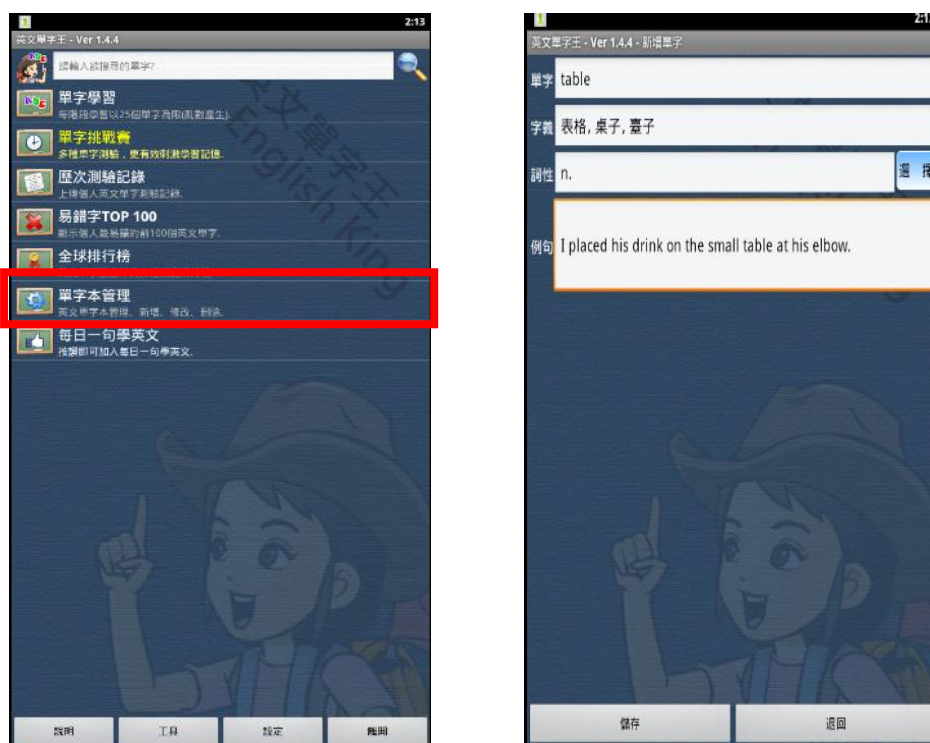 2:13
英文單字王 - Ver 1.4.4
請輸入欲搜尋的單字?
單字學習
每階段學習以25個單字為限(亂數產生).
單字挑戰賽
多種單字測驗，更有效刺激學習記憶.
歷次測驗記錄
上傳個人英文單字測驗記錄.
易錯字TOP 100
顯示個人最易錯的前100個英文單字.
全球排行榜
單字本管理
英文單字本管理、新增、修改、刪除.
每日一句學英文
按讚即可加入每日一句學英文.
英文單字王
English King
說明 工具 設定 離開
英文單字王 - Ver 1.4.4 - 新增單字
單字 table
字義 表格, 桌子, 臺子
詞性 n. 選 擇
例句 I placed his drink on the small table at his elbow.
儲存 退回